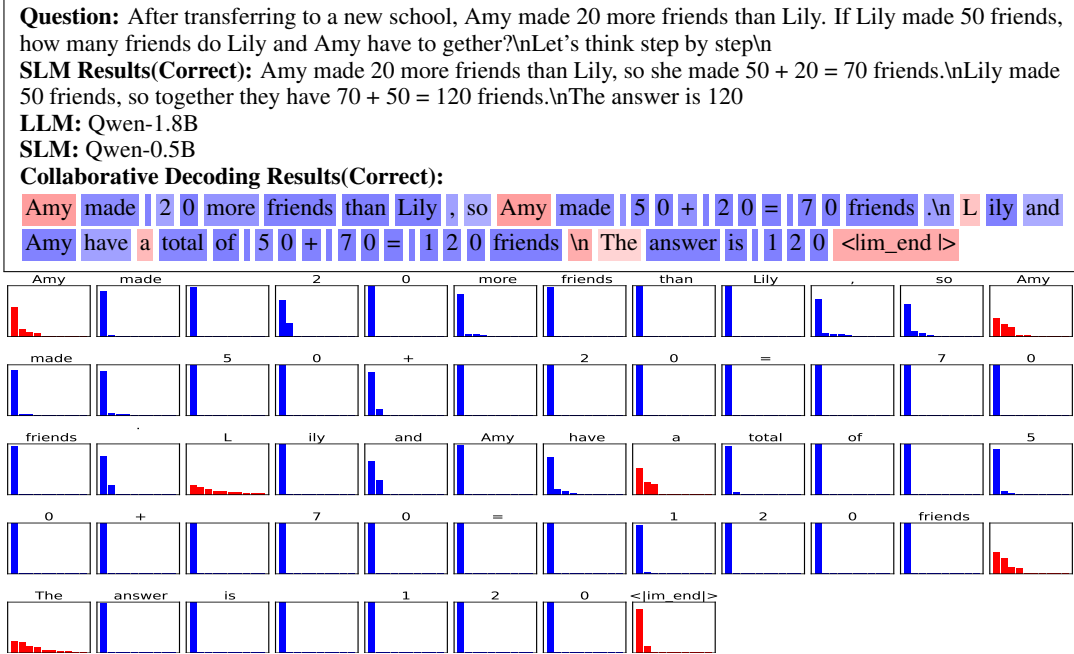 Question: After transferring to a new school, Amy made 20 more friends than Lily. If Lily made 50 friends,
how many friends do Lily and Amy have to gether?\nLet's think step by step\n
SLM Results(Correct): Amy made 20 more friends than Lily, so she made 50 + 20 = 70 friends.\nLily made
50 friends, so together they have 70 + 50 = 120 friends.\nThe answer is 120
LLM: Qwen-1.8B
SLM: Qwen-0.5B
Collaborative Decoding Results(Correct):
Amy made 2 0 more friends than Lily , so Amy made 5 0 + 2 0 = 7 0 friends .\n L ily and
Amy have a total of 5 0 + 7 0 = 1 2 0 friends \n The answer is 1 2 0 <|im_end |>
Amy made 2 0 more friends than Lily , so Amy
made 5 0 + 2 0 = 7 0
friends . L ily and Amy have a total of 5
0 + 7 0 = 1 2 0 friends
The answer is 1 2 0 <|im_end|>